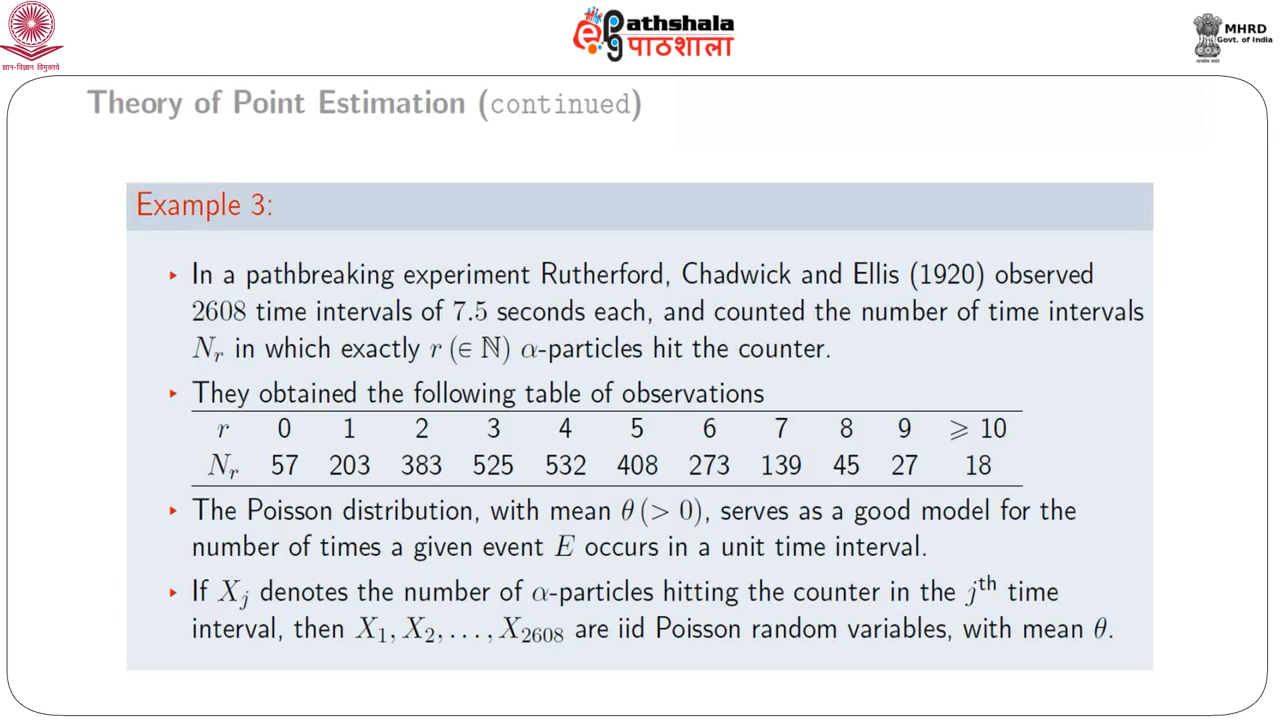 ज्ञान-विज्ञान विमुक्तये
Pathshala
पाठशाला
MHRD
Govt. of India
Theory of Point Estimation (continued)
Example 3:
In a pathbreaking experiment Rutherford, Chadwick and Ellis (1920) observed
2608 time intervals of 7.5 seconds each, and counted the number of time intervals
N_r in which exactly r (∈ ℕ) α-particles hit the counter.
They obtained the following table of observations
r 0 1 2 3 4 5 6 7 8 9 ⩾ 10
N_r 57 203 383 525 532 408 273 139 45 27 18
The Poisson distribution, with mean θ (> 0), serves as a good model for the
number of times a given event E occurs in a unit time interval.
If X_j denotes the number of α-particles hitting the counter in the j^th time
interval, then X_1, X_2, . . . , X_2608 are iid Poisson random variables, with mean θ.